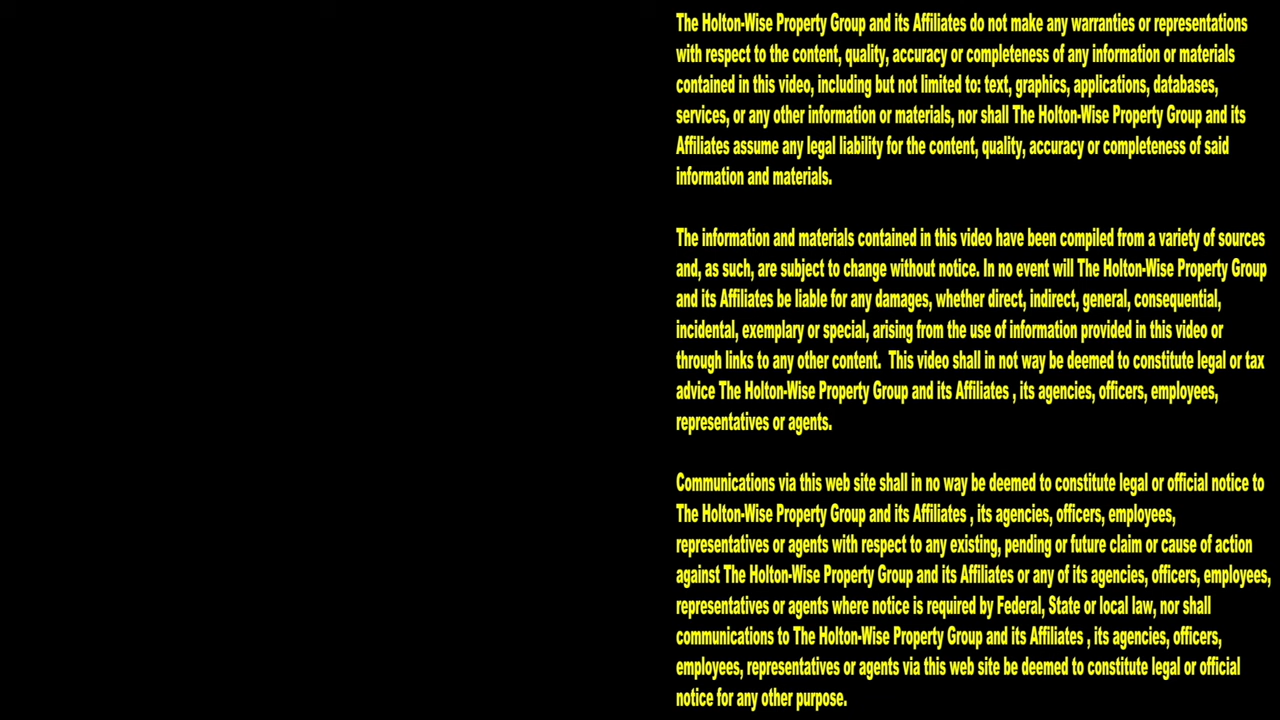 The Holton-Wise Property Group and its Affiliates do not make any warranties or representations
with respect to the content, quality, accuracy or completeness of any information or materials
contained in this video, including but not limited to: text, graphics, applications, databases,
services, or any other information or materials, nor shall The Holton-Wise Property Group and its
Affiliates assume any legal liability for the content, quality, accuracy or completeness of said
information and materials.
The information and materials contained in this video have been compiled from a variety of sources
and, as such, are subject to change without notice. In no event will The Holton-Wise Property Group
and its Affiliates be liable for any damages, whether direct, indirect, general, consequential,
incidental, exemplary or special, arising from the use of information provided in this video or
through links to any other content.  This video shall in not way be deemed to constitute legal or tax
advice The Holton-Wise Property Group and its Affiliates , its agencies, officers, employees,
representatives or agents.
Communications via this web site shall in no way be deemed to constitute legal or official notice to
The Holton-Wise Property Group and its Affiliates , its agencies, officers, employees,
representatives or agents with respect to any existing, pending or future claim or cause of action
against The Holton-Wise Property Group and its Affiliates or any of its agencies, officers, employees,
representatives or agents where notice is required by Federal, State or local law, nor shall
communications to The Holton-Wise Property Group and its Affiliates , its agencies, officers,
employees, representatives or agents via this web site be deemed to constitute legal or official
notice for any other purpose.